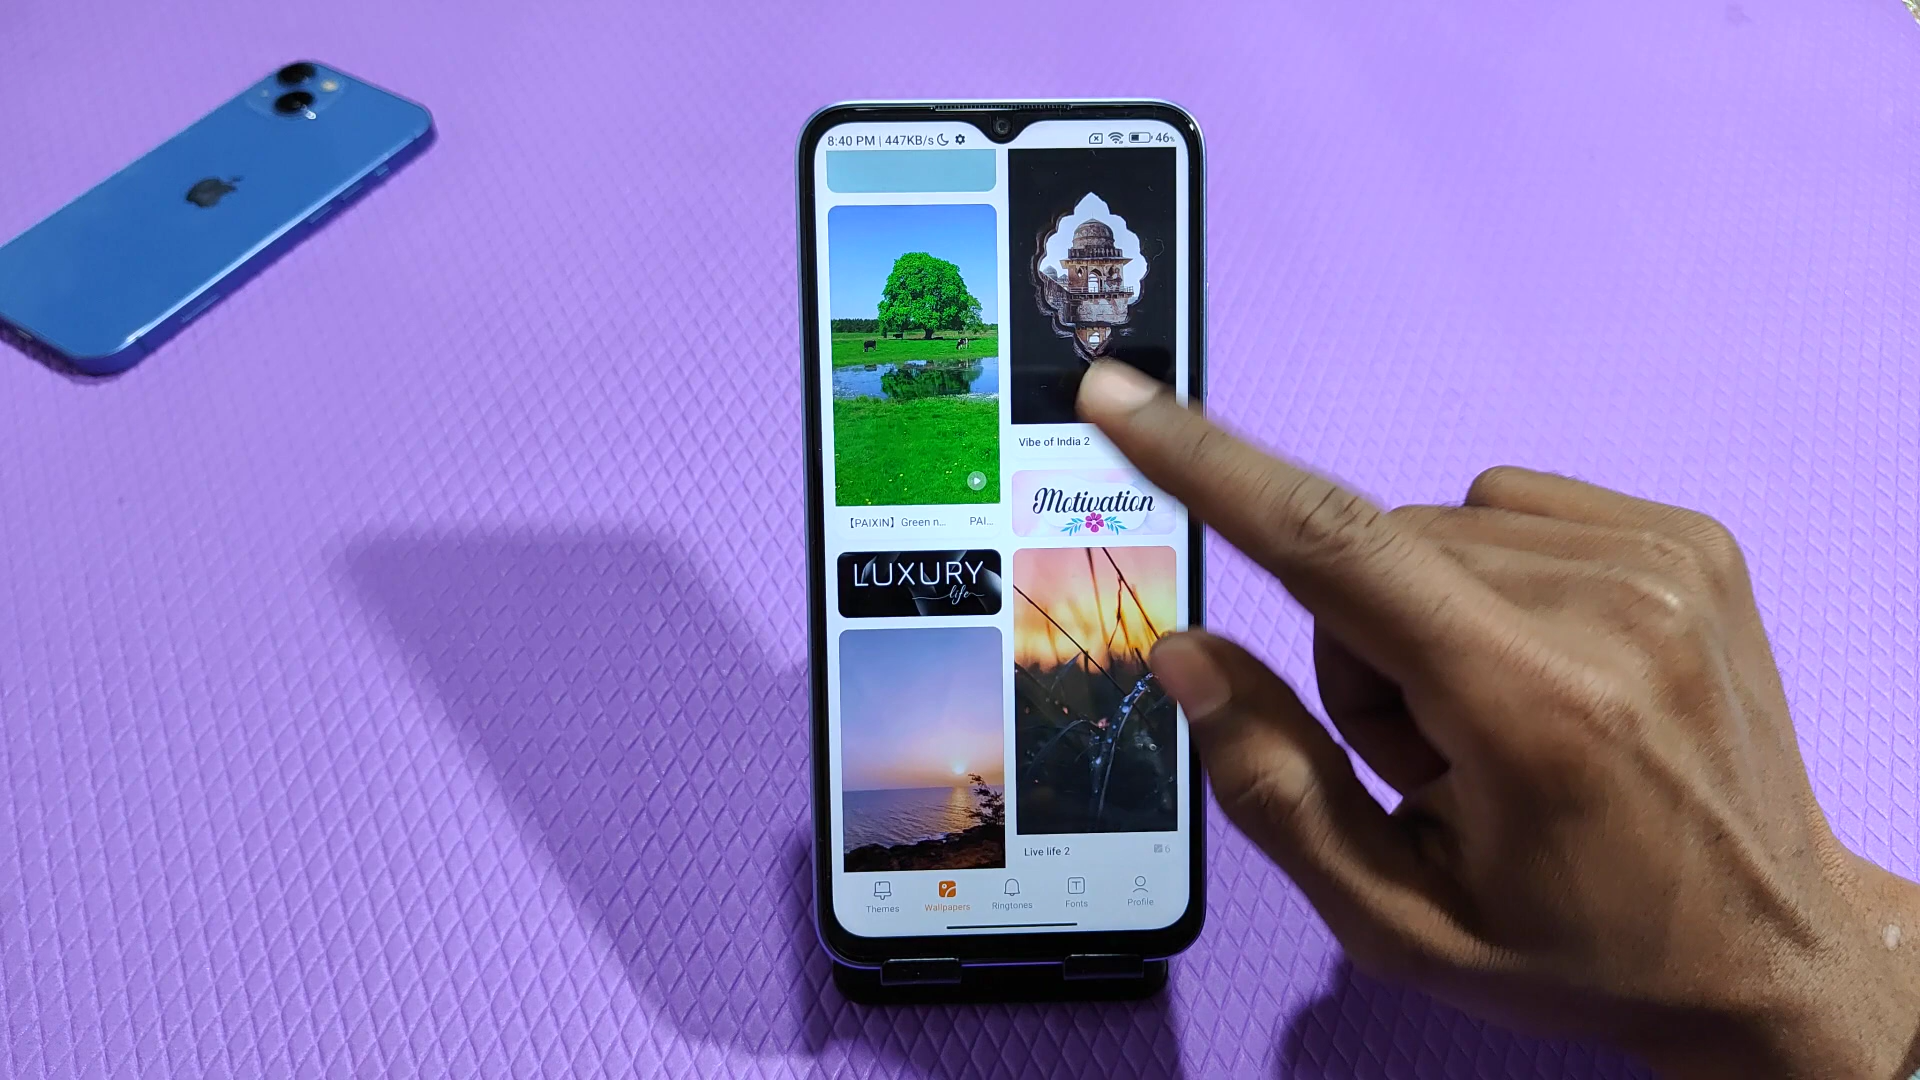 8:40 PM | 447KB/s
46%
Vibe of India 2
【PAIXIN】Green n... PAI...
Motivation
LUXURY
life
Live life 2
6
Themes
Wallpapers
Ringtones
Fonts
Profile